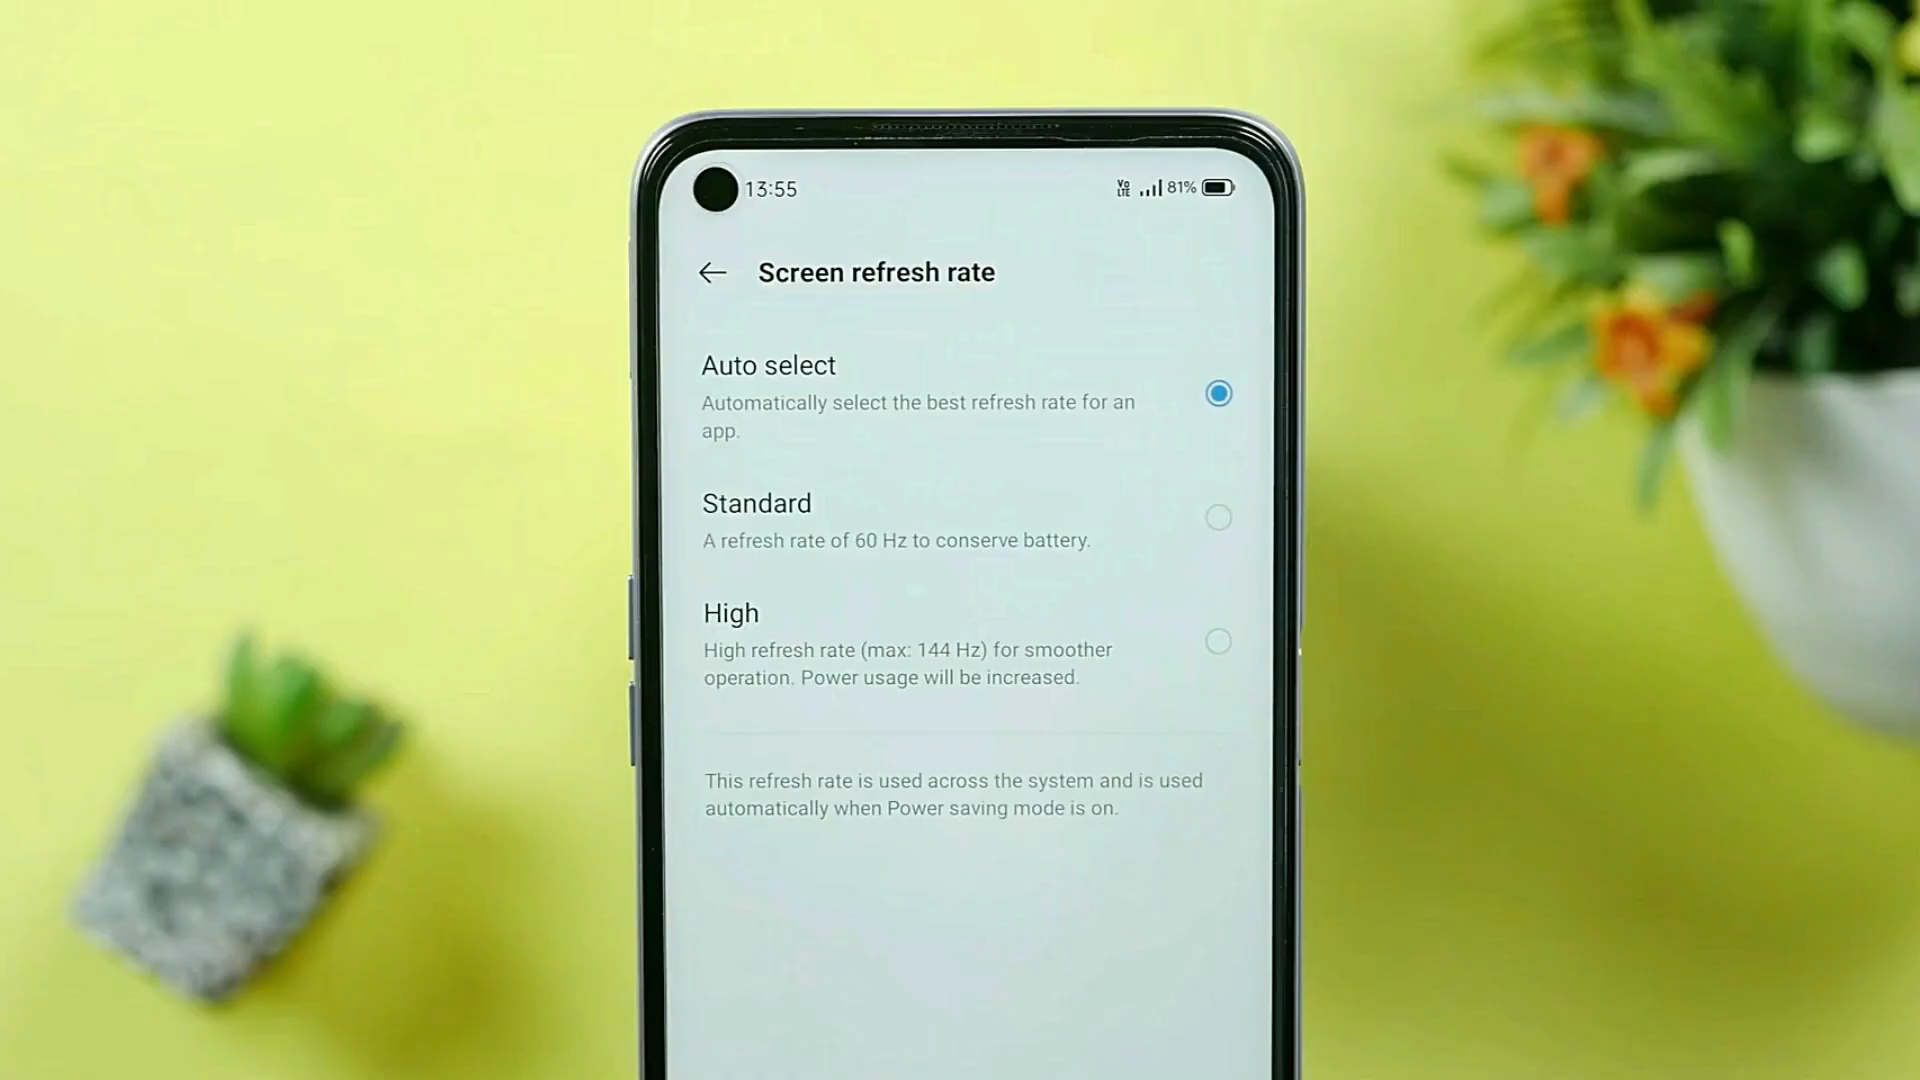 13:55 Vo LTE 81%
Screen refresh rate
Auto select
Automatically select the best refresh rate for an
app.
Standard
A refresh rate of 60 Hz to conserve battery.
High
High refresh rate (max: 144 Hz) for smoother
operation. Power usage will be increased.
This refresh rate is used across the system and is used
automatically when Power saving mode is on.